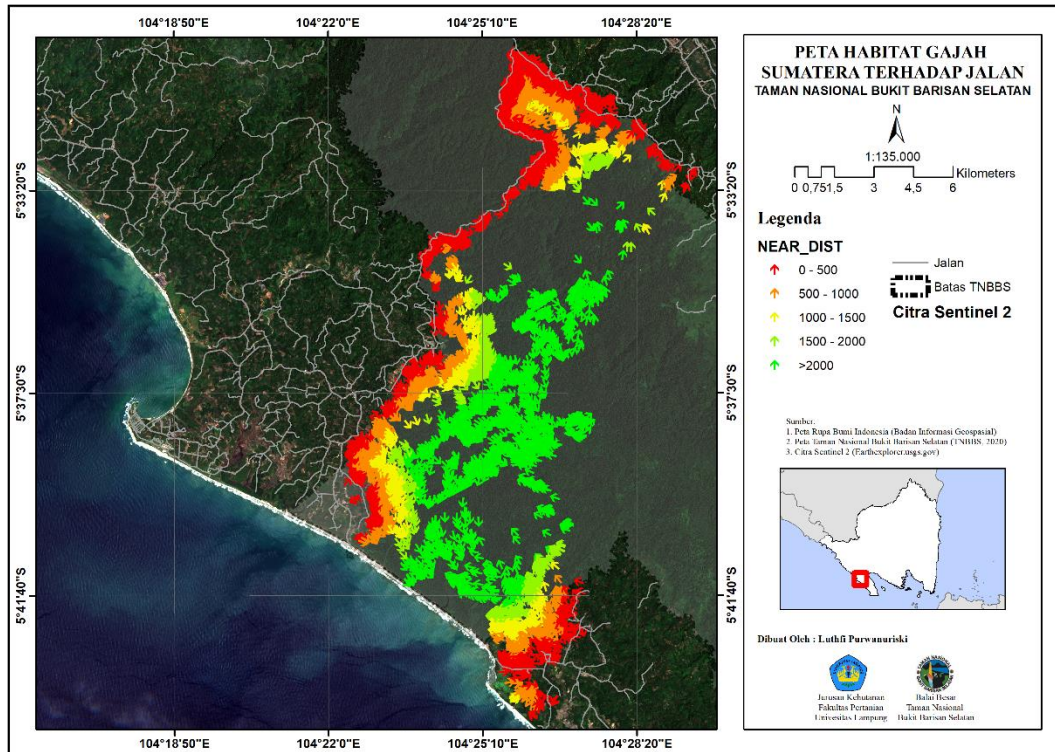 104°18'50"E 104°22'0"E 104°25'10"E 104°28'20"E
5°33'20"S
5°37'30"S
5°41'40"S
5°33'20"S
5°37'30"S
5°41'40"S
104°18'50"E 104°22'0"E 104°25'10"E 104°28'20"E
PETA HABITAT GAJAH
SUMATERA TERHADAP JALAN
TAMAN NASIONAL BUKIT BARISAN SELATAN
N
1:135.000
Kilometers
0 0,751,5 3 4,5 6
Legenda
NEAR_DIST
0 - 500
500 - 1000
1000 - 1500
1500 - 2000
>2000
Jalan
Batas TNBBS
Citra Sentinel 2
Sumber:
1. Peta Rupa Bumi Indonesia (Badan Informasi Geospasial)
2. Peta Taman Nasional Bukit Barisan Selatan (TNBBS, 2020)
3. Citra Sentinel 2 (Earthexplorer.usgs.gov)
Dibuat Oleh : Luthfi Purwanuriski
Jurusan Kehutanan
Fakultas Pertanian
Univesitas Lampung
Balai Besar
Taman Nasional
Bukit Barisan Selatan